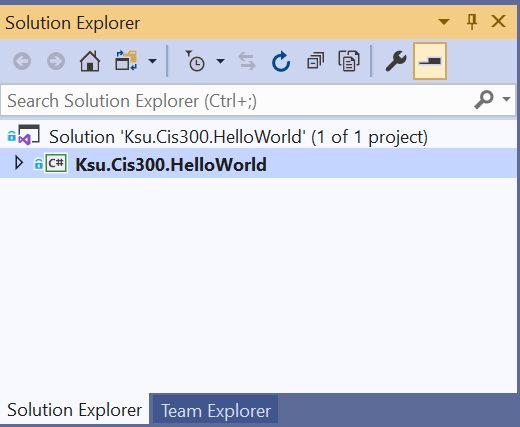 Solution Explorer
Search Solution Explorer (Ctrl+;)
Solution 'Ksu.Cis300.HelloWorld' (1 of 1 project)
C# Ksu.Cis300.HelloWorld
Solution Explorer Team Explorer